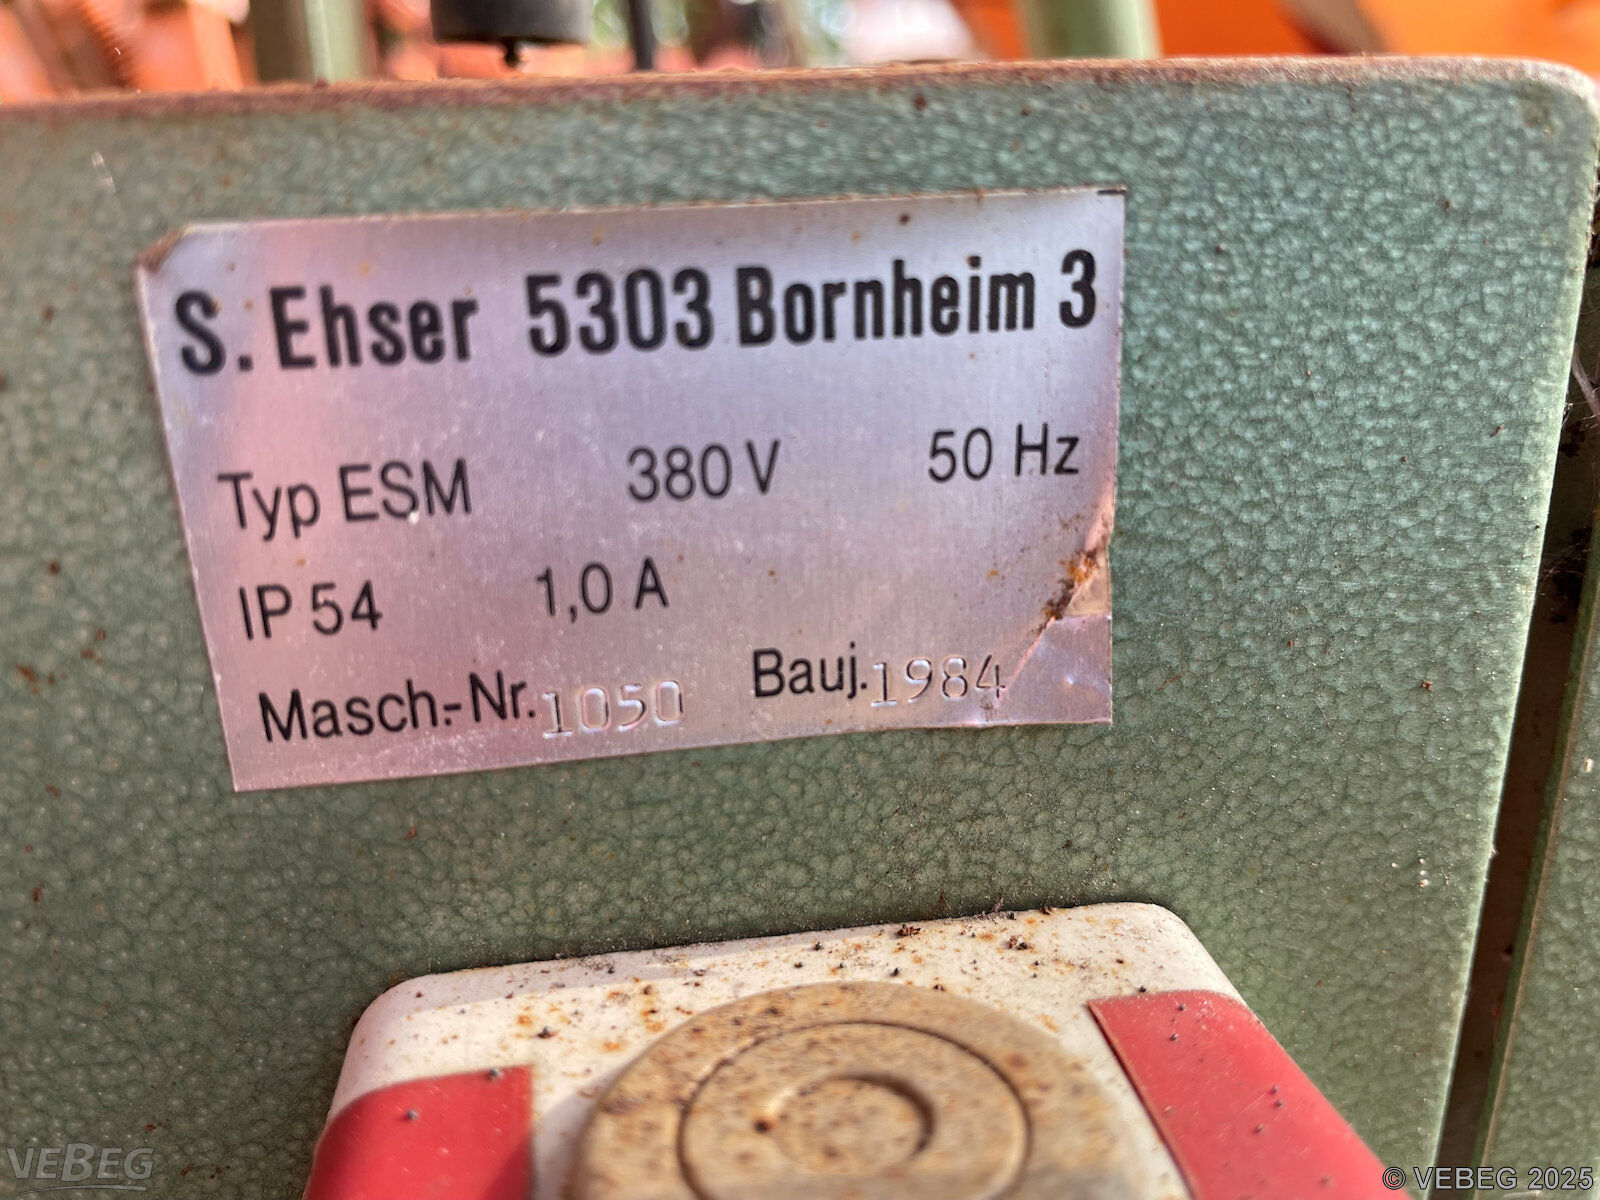 S. Ehser 5303 Bornheim 3
Typ ESM 380 V 50 Hz
IP 54 1,0 A
Masch.-Nr. 1050 Bauj. 1984
VEBEG
© VEBEG 2025